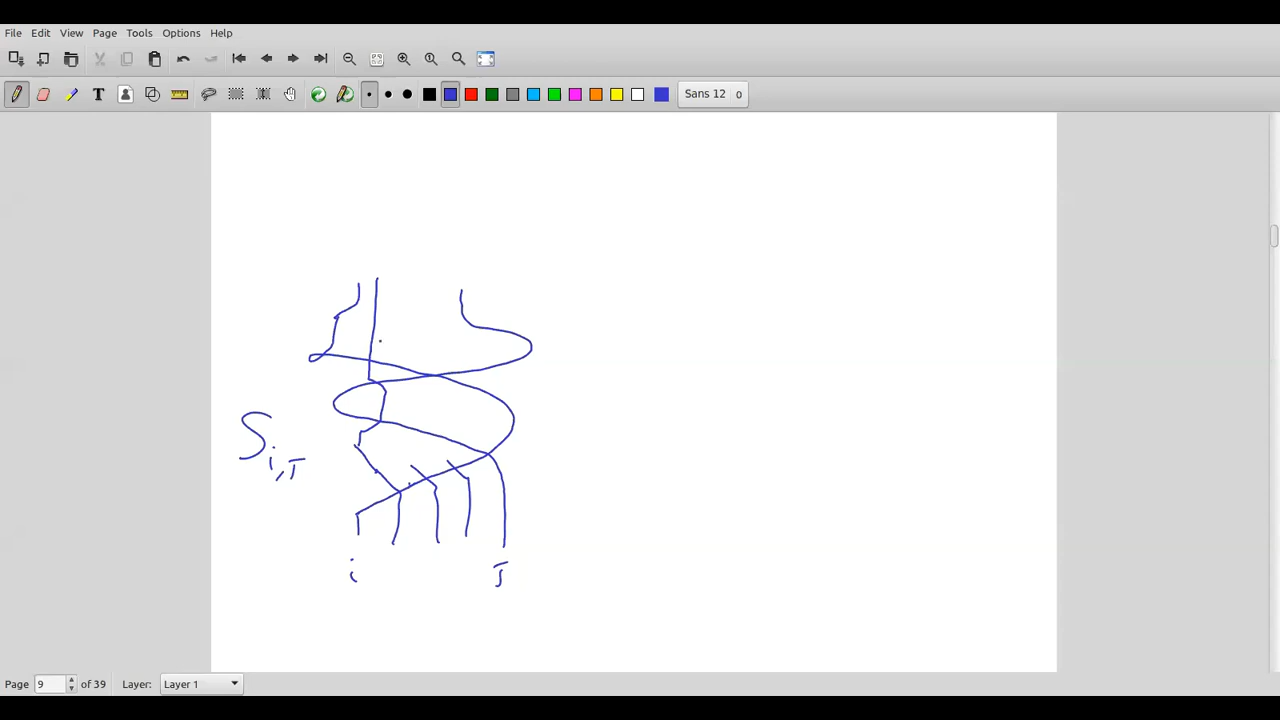 File Edit View Page Tools Options Help
T Sans 12 0
S i, J
i J
Page 9 of 39 Layer: Layer 1